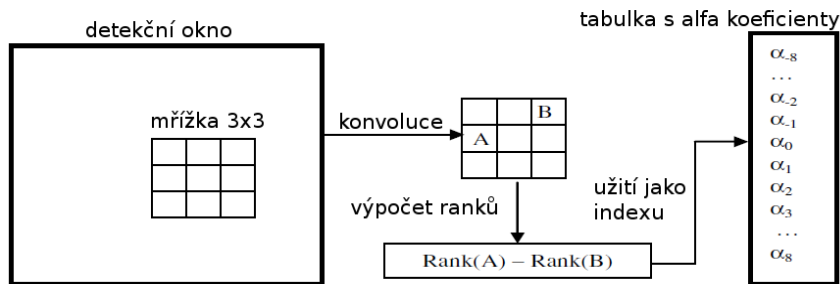 detekční okno
mřížka 3x3
konvoluce
B
A
výpočet ranků
Rank(A) – Rank(B)
užití jako
indexu
tabulka s alfa koeficienty
α-8
...
α-2
α-1
α0
α1
α2
α3
...
α8